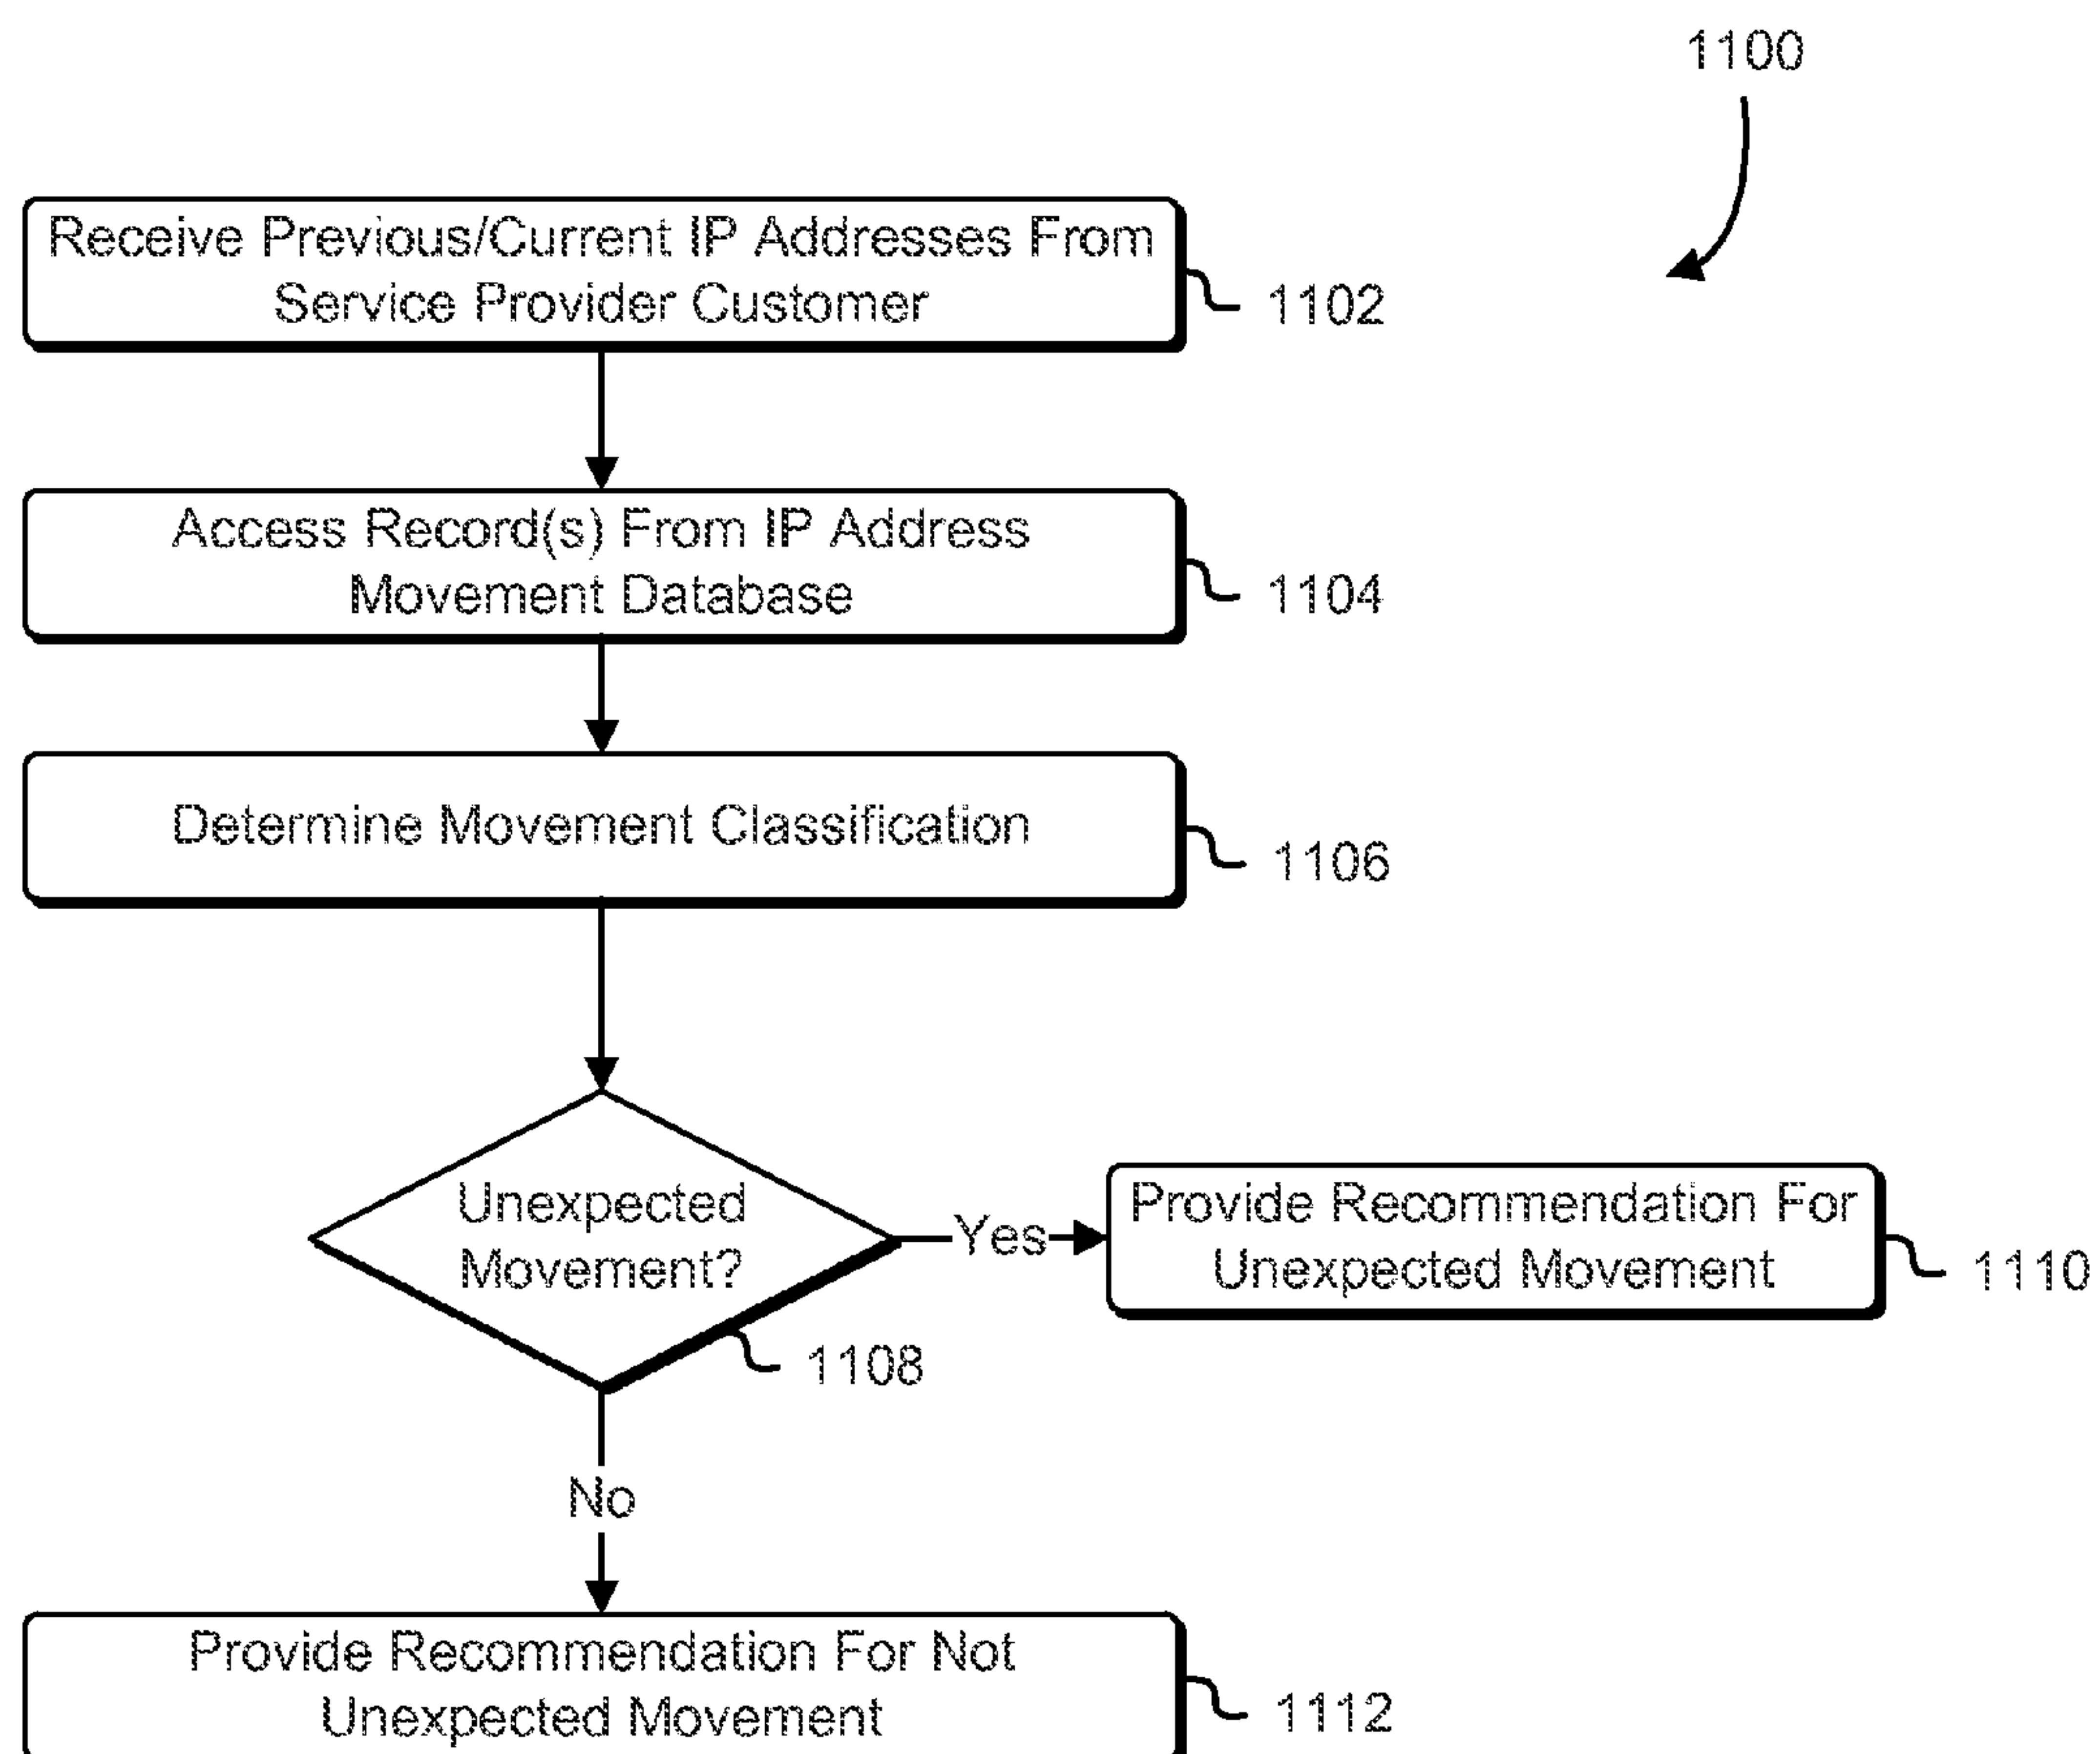 1100
Receive Previous/Current IP Addresses From
Service Provider Customer
1102
Access Record(s) From IP Address
Movement Database
1104
Determine Movement Classification
1106
Unexpected
Movement?
1108
Yes
Provide Recommendation For
Unexpected Movement
1110
No
Provide Recommendation For Not
Unexpected Movement
1112